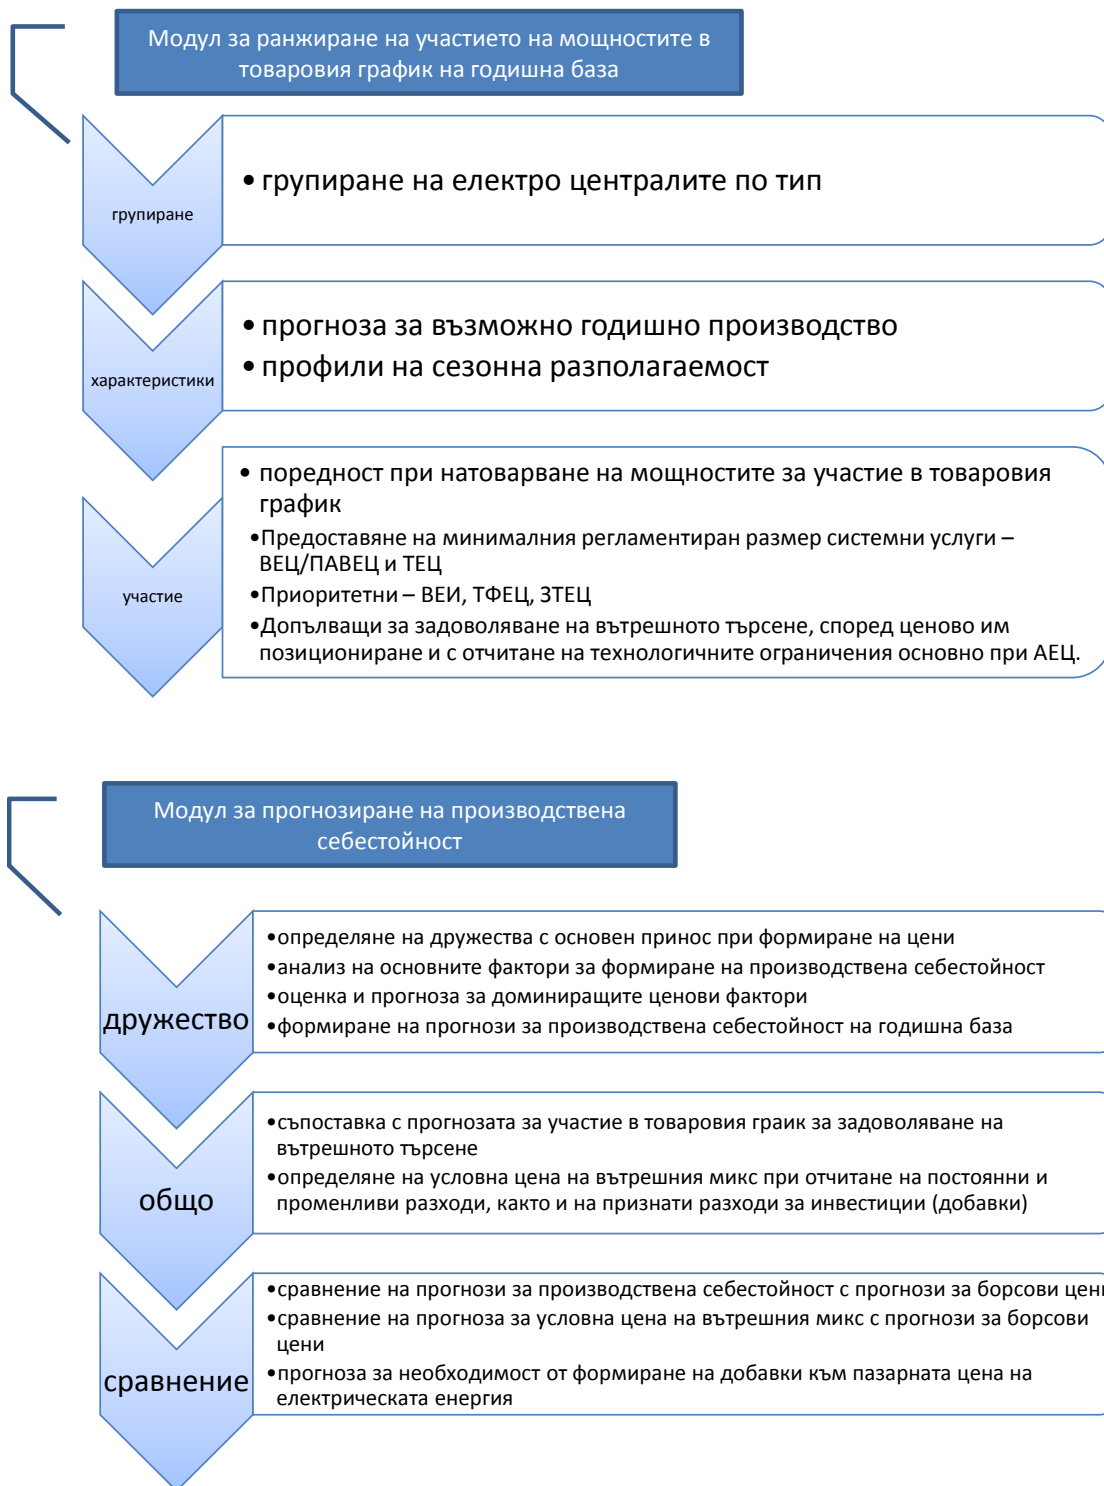 Модул за ранжиране на участието на мощностите в
товаровия график на годишна база
групиране
•групиране на електро централите по тип
характеристики
•прогноза за възможно годишно производство
•профили на сезонна разполагаемост
участие
• поредност при натоварване на мощностите за участие в товаровия
график
•Предоставяне на минималния регламентиран размер системни услуги –
ВЕЦ/ПАВЕЦ и ТЕЦ
•Приоритетни – ВЕИ, ТФЕЦ, ЗТЕЦ
•Допълващи за задоволяване на вътрешното търсене, според ценово им
позициониране и с отчитане на технологичните ограничения основно при АЕЦ.
Модул за прогнозиране на производствена
себестойност
дружество
•определяне на дружества с основен принос при формиране на цени
•анализ на основните фактори за формиране на производствена себестойност
•оценка и прогноза за доминиращите ценови фактори
•формиране на прогнози за производствена себестойност на годишна база
общо
•съпоставка с прогнозата за участие в товаровия граик за задоволяване на
вътрешното търсене
•определяне на условна цена на вътрешния микс при отчитане на постоянни и
променливи разходи, както и на признати разходи за инвестиции (добавки)
сравнение
•сравнение на прогнози за производствена себестойност с прогнози за борсови цени
•сравнение на прогноза за условна цена на вътрешния микс с прогнози за борсови
цени
•прогноза за необходимост от формиране на добавки към пазарната цена на
електрическата енергия